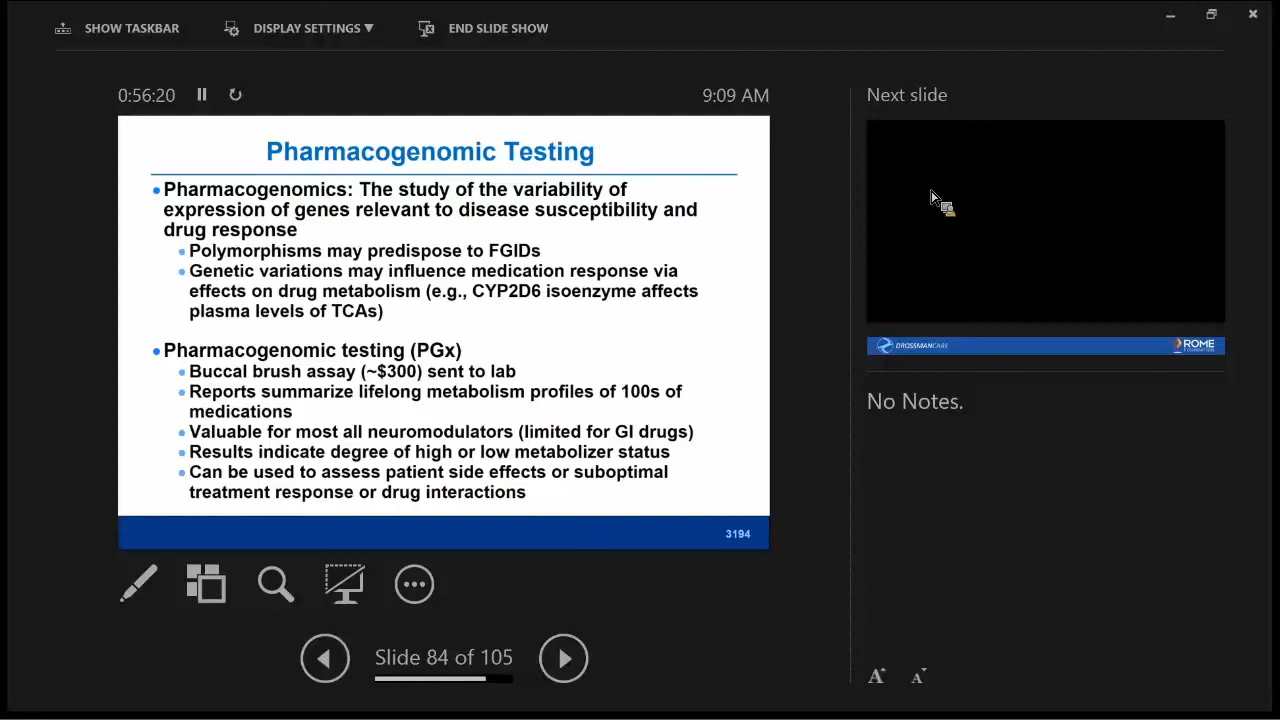 SHOW TASKBAR
DISPLAY SETTINGS ▼
END SLIDE SHOW
0:56:20
9:09 AM
Pharmacogenomic Testing
• Pharmacogenomics: The study of the variability of
expression of genes relevant to disease susceptibility and
drug response
• Polymorphisms may predispose to FGIDs
• Genetic variations may influence medication response via
effects on drug metabolism (e.g., CYP2D6 isoenzyme affects
plasma levels of TCAs)
• Pharmacogenomic testing (PGx)
• Buccal brush assay (~$300) sent to lab
• Reports summarize lifelong metabolism profiles of 100s of
medications
• Valuable for most all neuromodulators (limited for GI drugs)
• Results indicate degree of high or low metabolizer status
• Can be used to assess patient side effects or suboptimal
treatment response or drug interactions
3194
Slide 84 of 105
Next slide
DROSSMANCARE
ROME
FOUNDATION
No Notes.
A
A